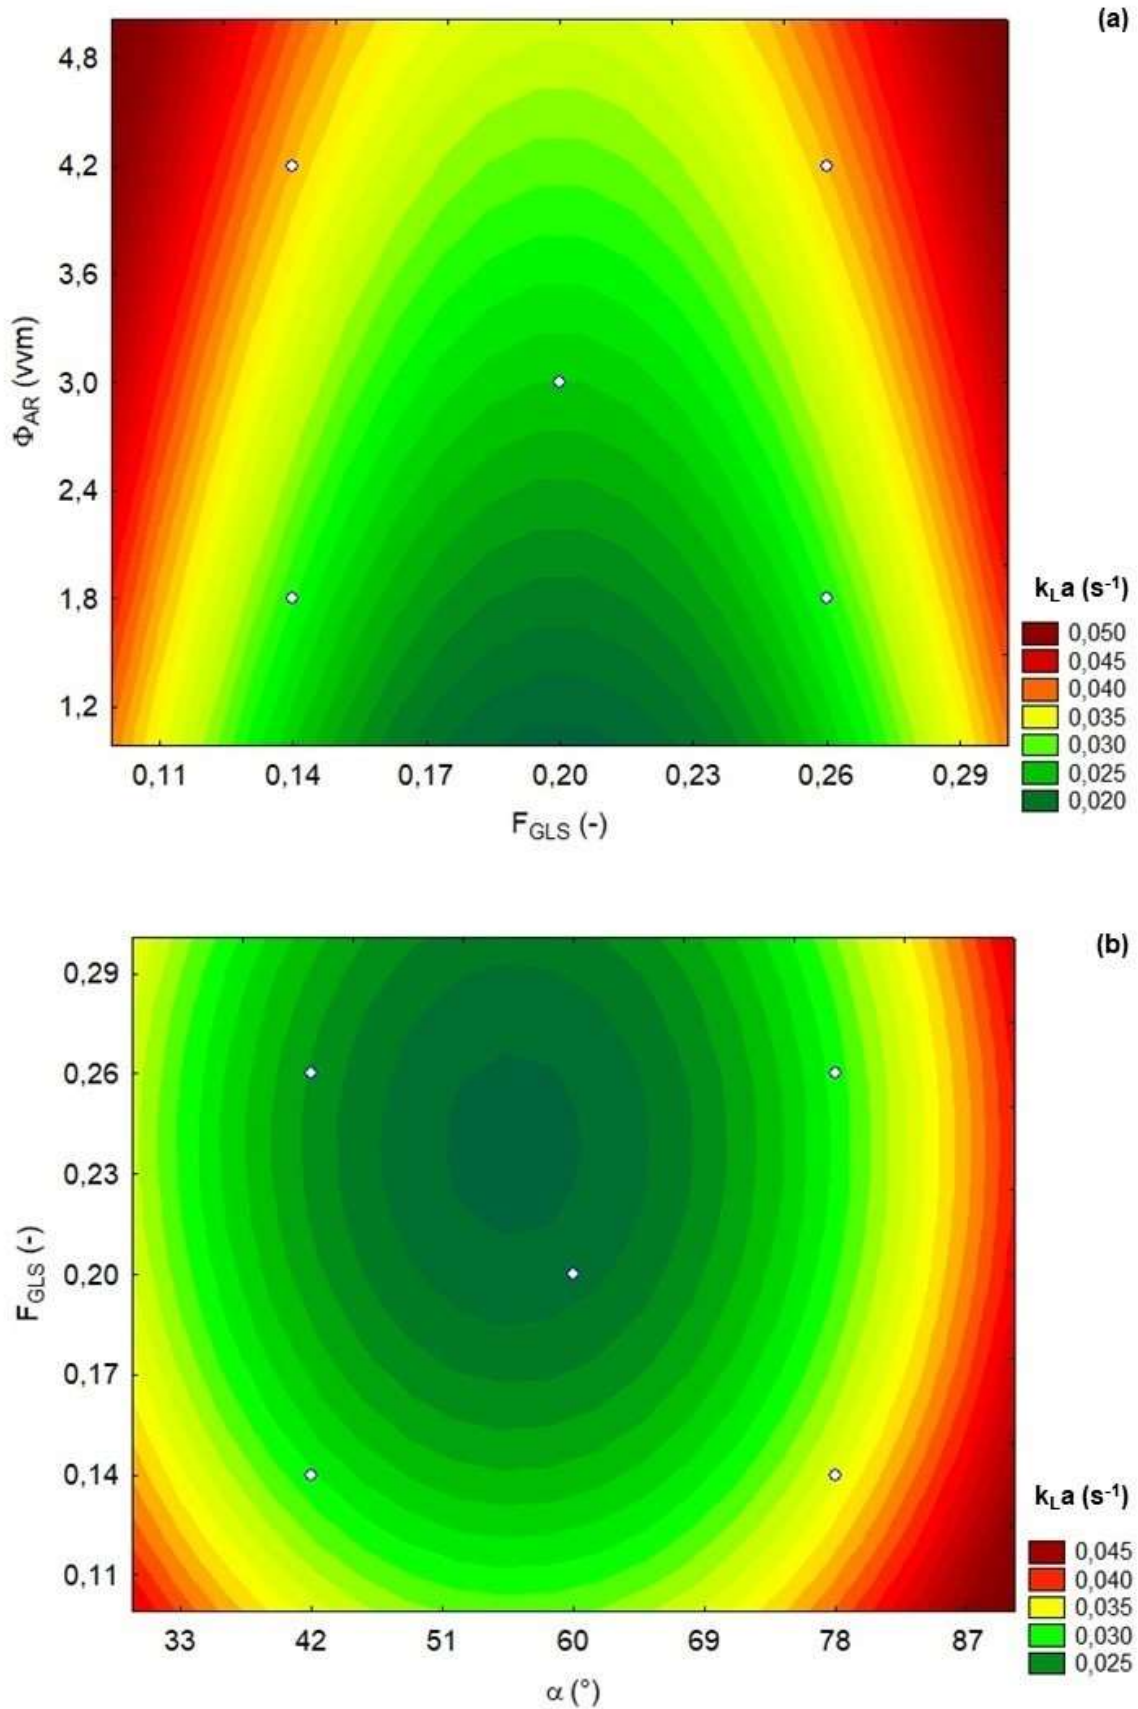 (a)
4,8
4,2
3,6
3,0
2,4
1,8
1,2
Φ_AR (vvm)
0,11 0,14 0,17 0,20 0,23 0,26 0,29
F_GLS (-)
k_L a (s⁻¹)
0,050
0,045
0,040
0,035
0,030
0,025
0,020
(b)
0,29
0,26
0,23
0,20
0,17
0,14
0,11
F_GLS (-)
33 42 51 60 69 78 87
α (°)
k_L a (s⁻¹)
0,045
0,040
0,035
0,030
0,025